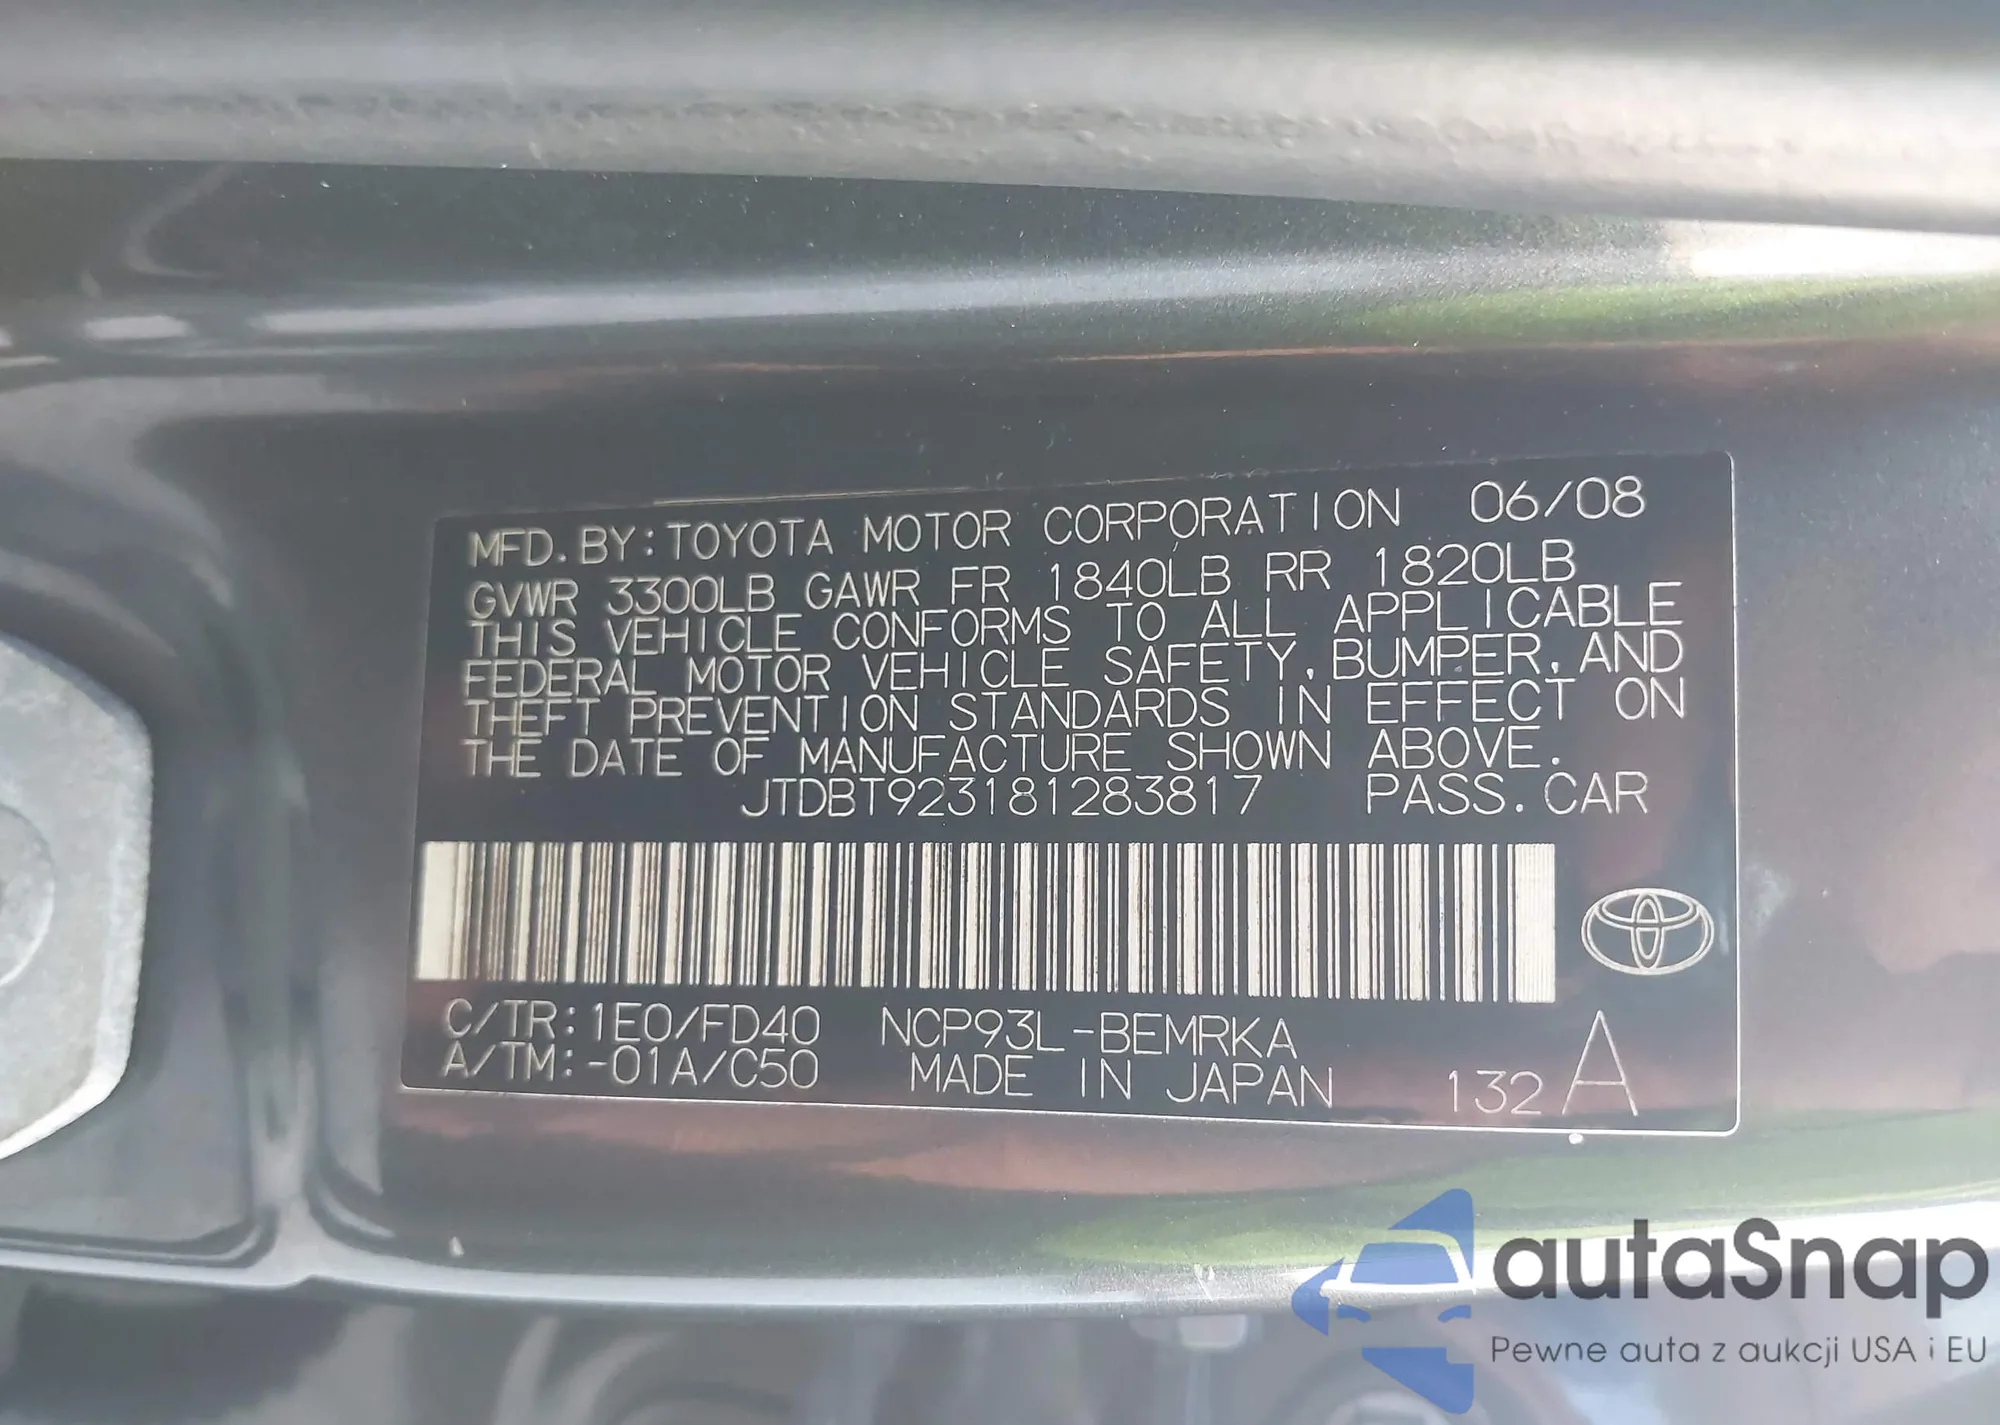 MFD. BY: TOYOTA MOTOR CORPORATION 06/08
GVWR 3300LB GAWR FR 1840LB RR 1820LB
THIS VEHICLE CONFORMS TO ALL APPLICABLE
FEDERAL MOTOR VEHICLE SAFETY, BUMPER, AND
THEFT PREVENTION STANDARDS IN EFFECT ON
THE DATE OF MANUFACTURE SHOWN ABOVE.
JTDBT923181283817 PASS. CAR
C/TR: 1E0/FD40 NCP93L-BEMRKA
A/TM: -01A/C50 MADE IN JAPAN 132 A
autaSnap
Pewne auta z aukcji USA i EU